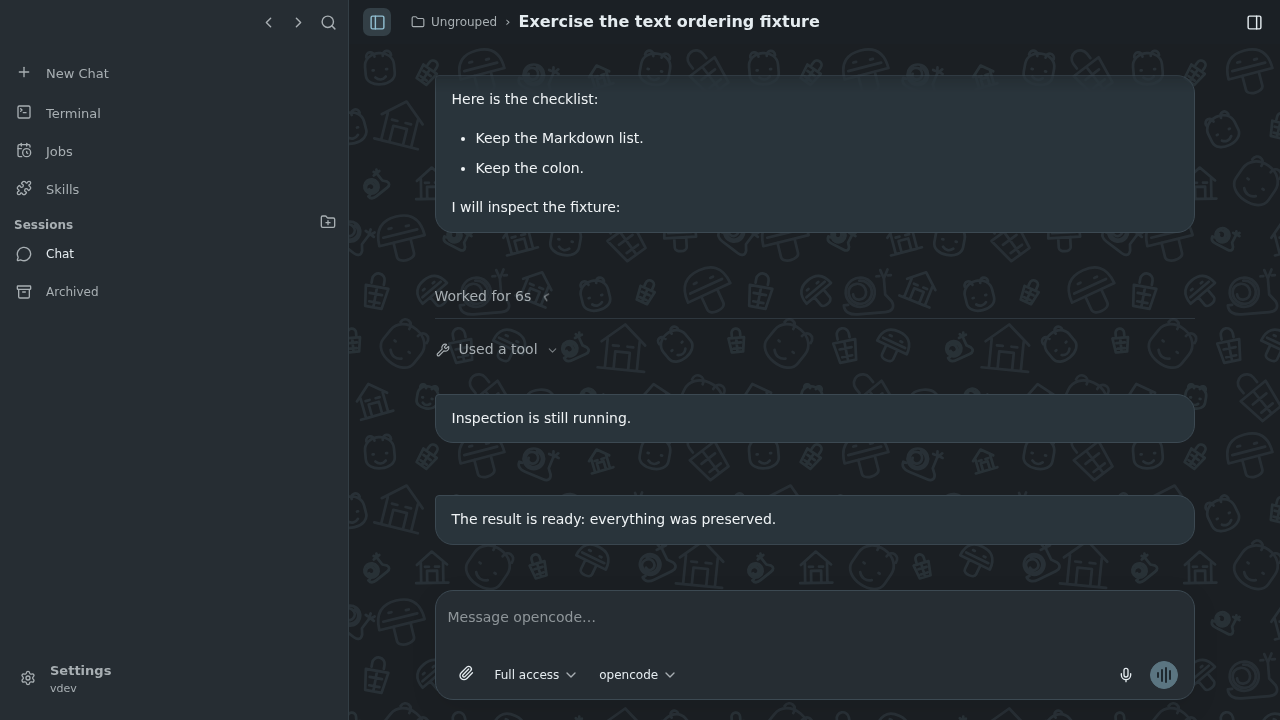 Ungrouped › Exercise the text ordering fixture
New Chat
Terminal
Jobs
Skills
Sessions
Chat
Archived
Settings
vdev
Here is the checklist:
• Keep the Markdown list.
• Keep the colon.
I will inspect the fixture:
Worked for 6s
Used a tool
Inspection is still running.
The result is ready: everything was preserved.
Message opencode…
Full access
opencode